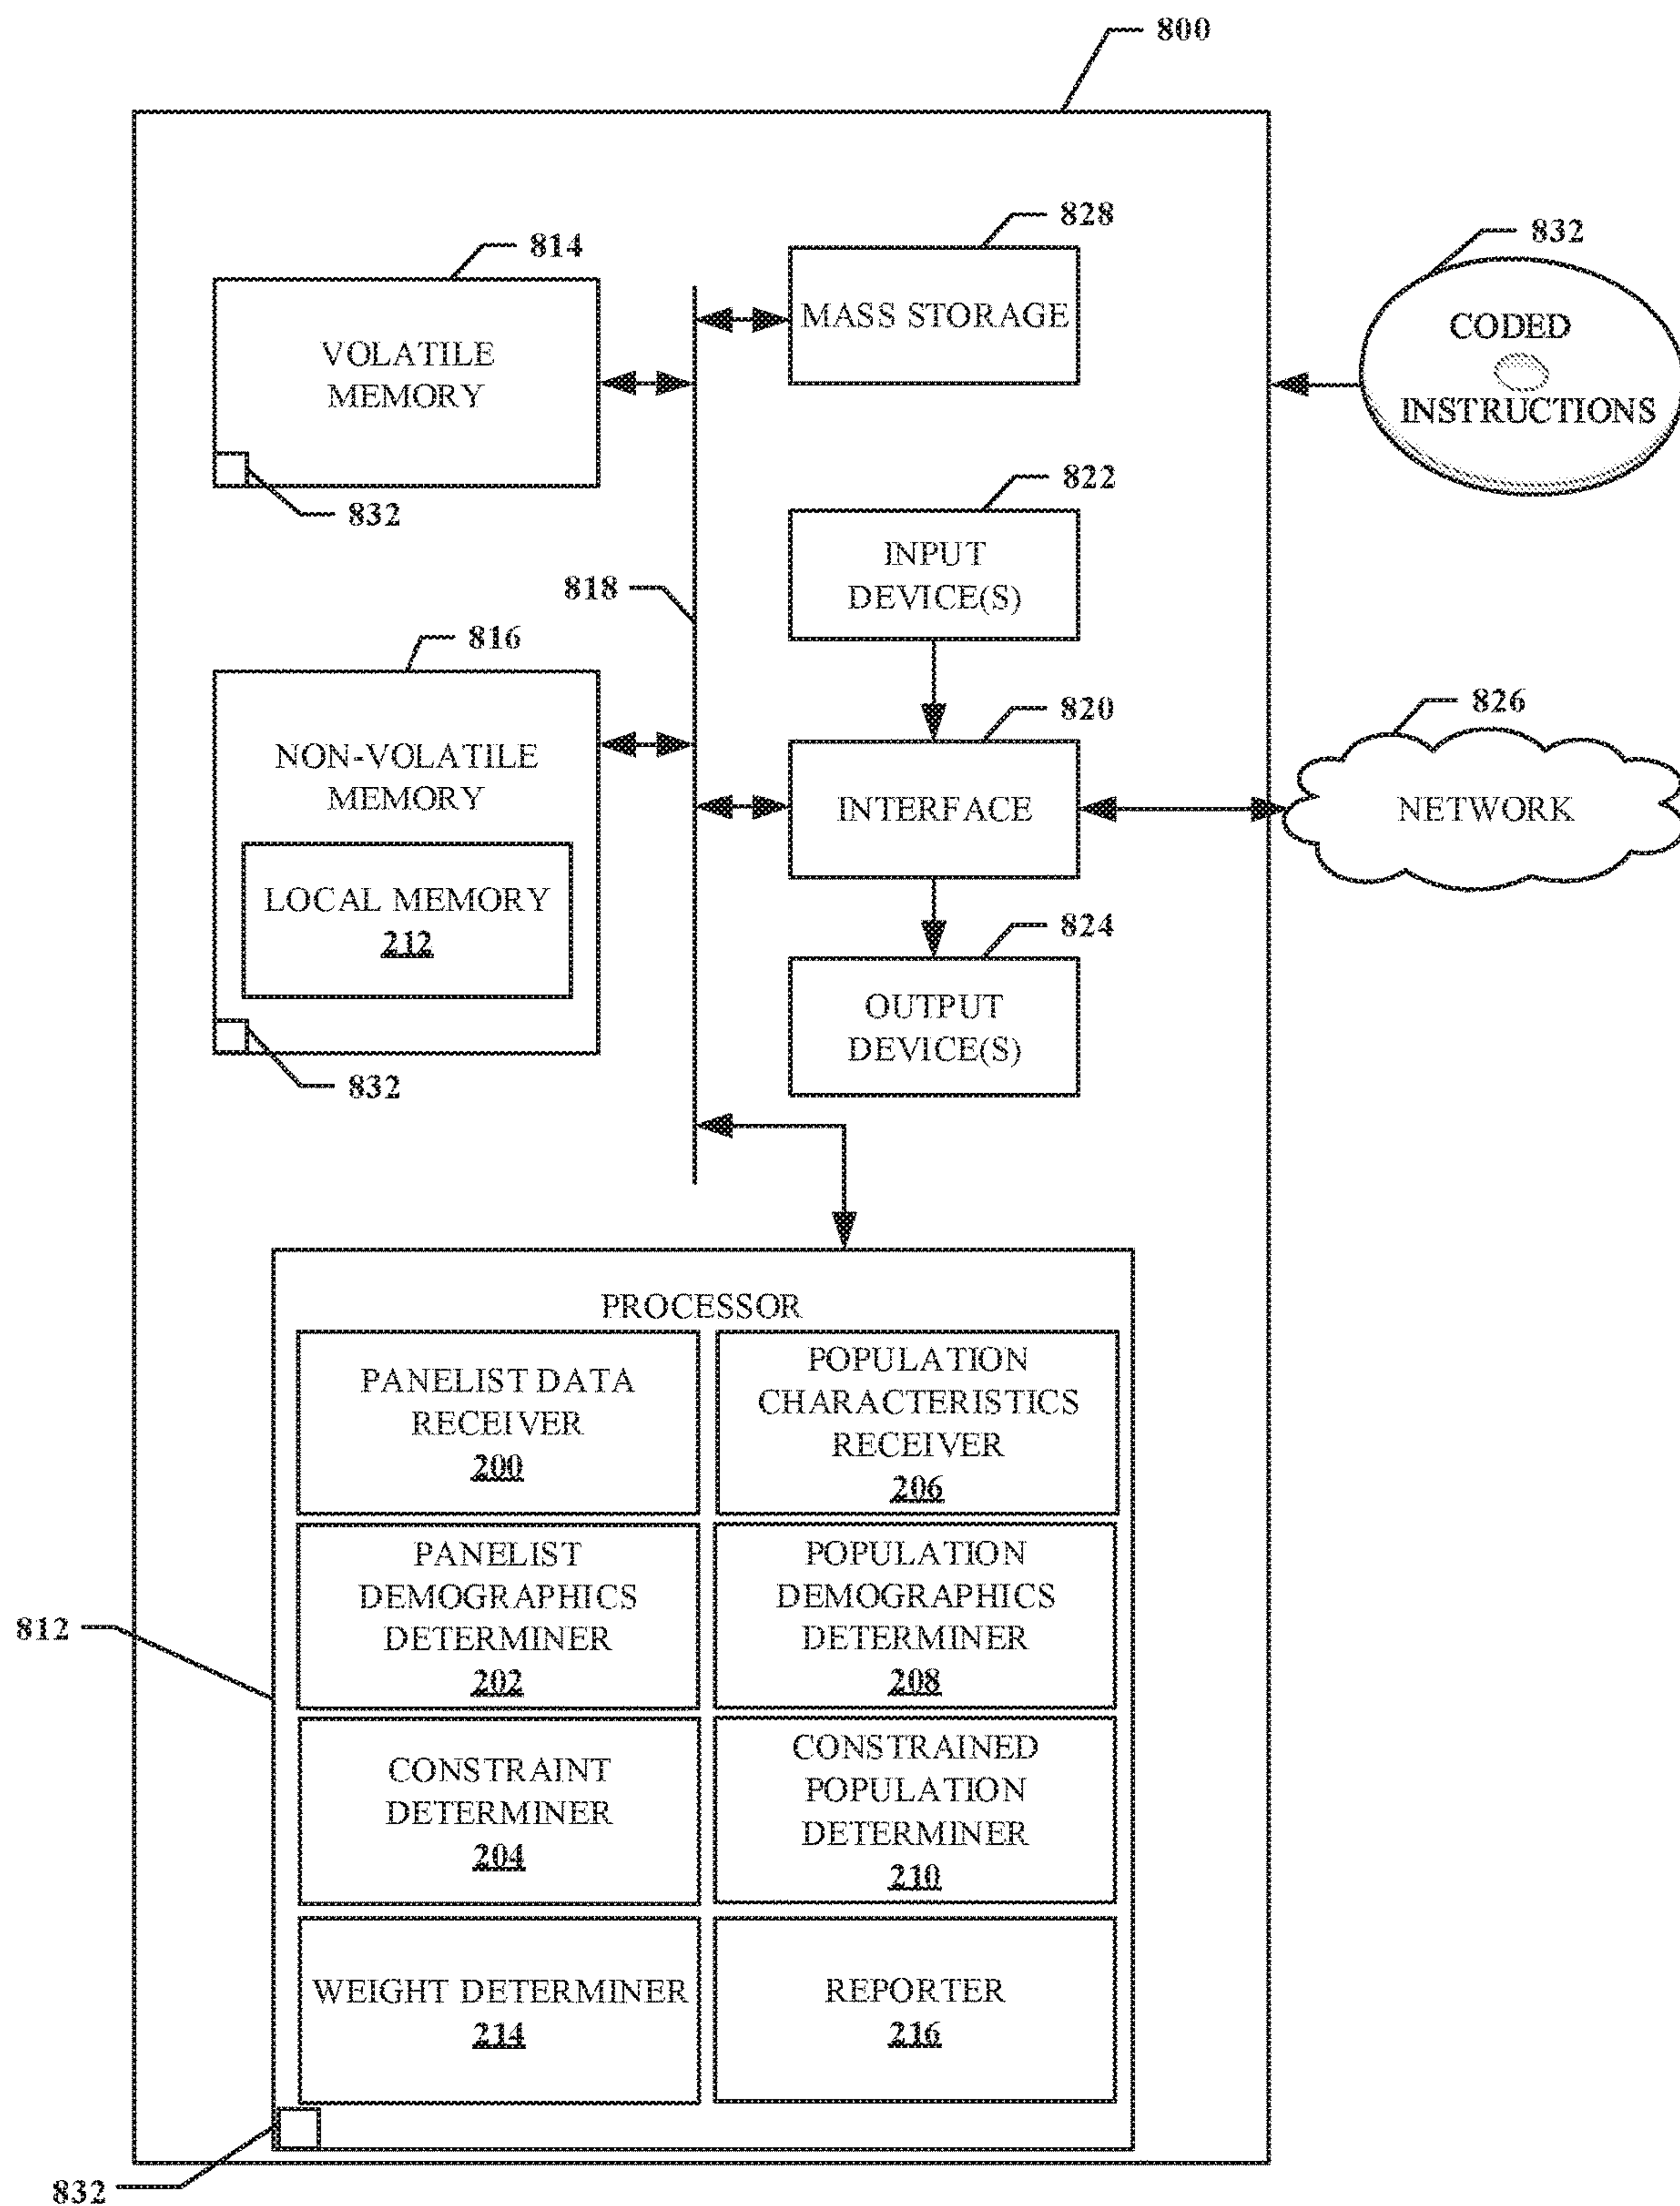 800
828
814
832
MASS STORAGE
CODED
INSTRUCTIONS
VOLATILE
MEMORY
832
822
INPUT
DEVICE(S)
818
816
820
826
NON-VOLATILE
MEMORY
INTERFACE
NETWORK
LOCAL MEMORY
212
824
OUTPUT
DEVICE(S)
832
PROCESSOR
PANELIST DATA
RECEIVER
200
POPULATION
CHARACTERISTICS
RECEIVER
206
PANELIST
DEMOGRAPHICS
DETERMINER
202
POPULATION
DEMOGRAPHICS
DETERMINER
208
812
CONSTRAINT
DETERMINER
204
CONSTRAINED
POPULATION
DETERMINER
210
WEIGHT DETERMINER
214
REPORTER
216
832